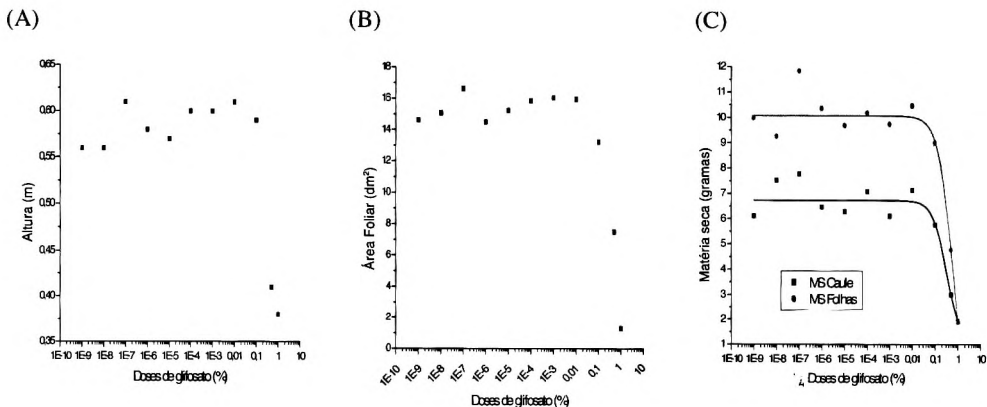 (A)
0,65
0,60
0,55
0,50
0,45
0,40
0,35
Altura (m)
1E-10 1E-9 1E-8 1E-7 1E-6 1E-5 1E-4 1E-3 0,01 0,1 1 10
Doses de glifosato (%)
(B)
18
16
14
12
10
8
6
4
2
0
Área Foliar (dm²)
1E-10 1E-9 1E-8 1E-7 1E-6 1E-5 1E-4 1E-3 0,01 0,1 1 10
Doses de glifosato (%)
(C)
12
11
10
9
8
7
6
5
4
3
2
1
Matéria seca (gramas)
MS Caule
MS Folhas
1E-10 1E-9 1E-8 1E-7 1E-6 1E-5 1E-4 1E-3 0,01 0,1 1 10
Doses de glifosato (%)